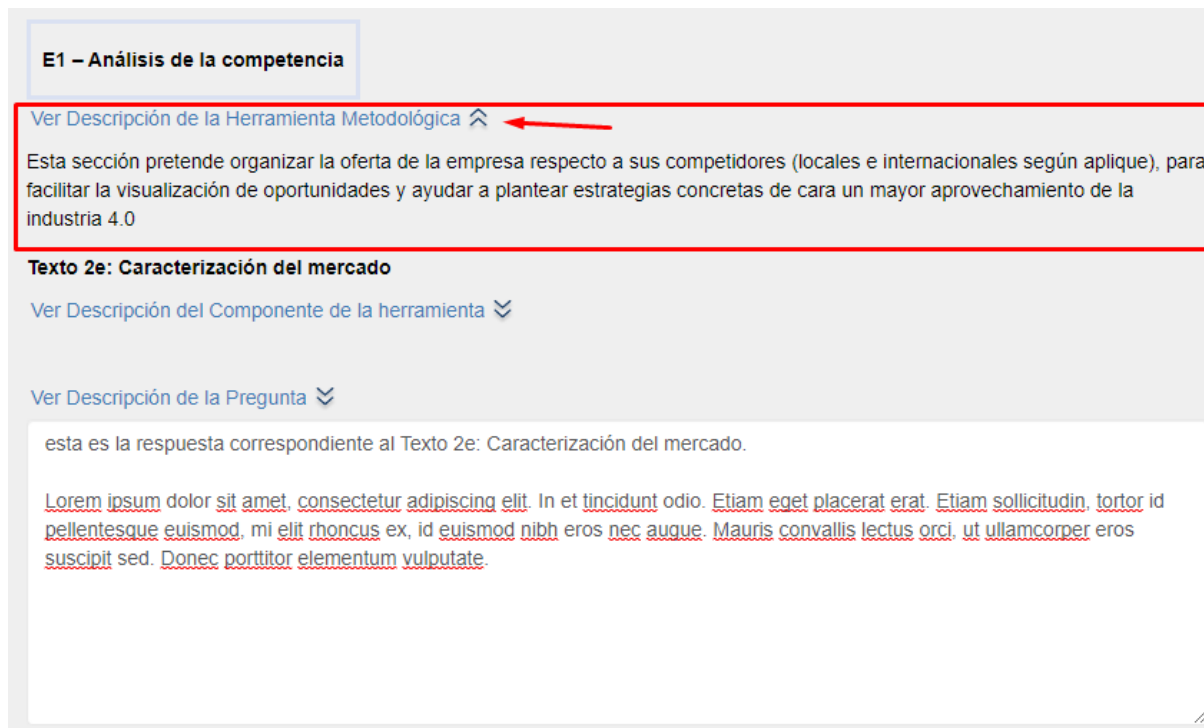 E1 – Análisis de la competencia
Ver Descripción de la Herramienta Metodológica
Esta sección pretende organizar la oferta de la empresa respecto a sus competidores (locales e internacionales según aplique), para
facilitar la visualización de oportunidades y ayudar a plantear estrategias concretas de cara un mayor aprovechamiento de la
industria 4.0
Texto 2e: Caracterización del mercado
Ver Descripción del Componente de la herramienta
Ver Descripción de la Pregunta
esta es la respuesta correspondiente al Texto 2e: Caracterización del mercado.
Lorem ipsum dolor sit amet, consectetur adipiscing elit. In et tincidunt odio. Etiam eget placerat erat. Etiam sollicitudin, tortor id
pellentesque euismod, mi elit rhoncus ex, id euismod nibh eros nec augue. Mauris convallis lectus orci, ut ullamcorper eros
suscipit sed. Donec porttitor elementum vulputate.